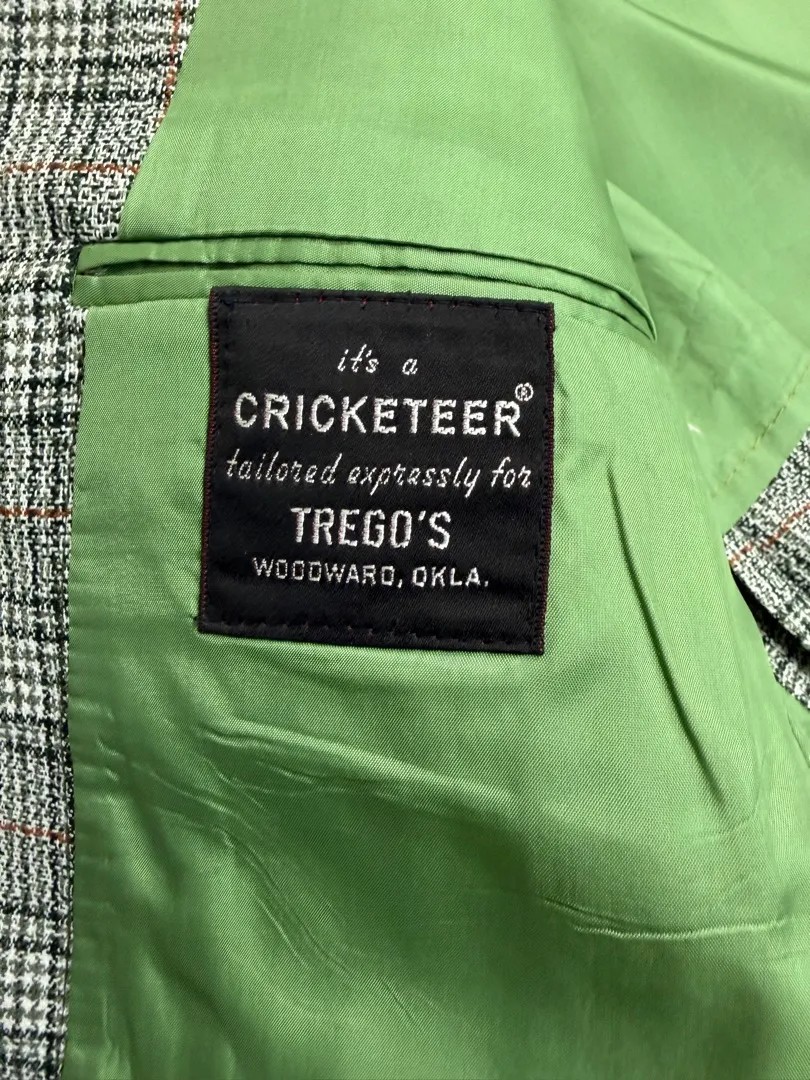 it's a
CRICKETEER®
tailored expressly for
TREGO'S
WOODWARD, OKLA.